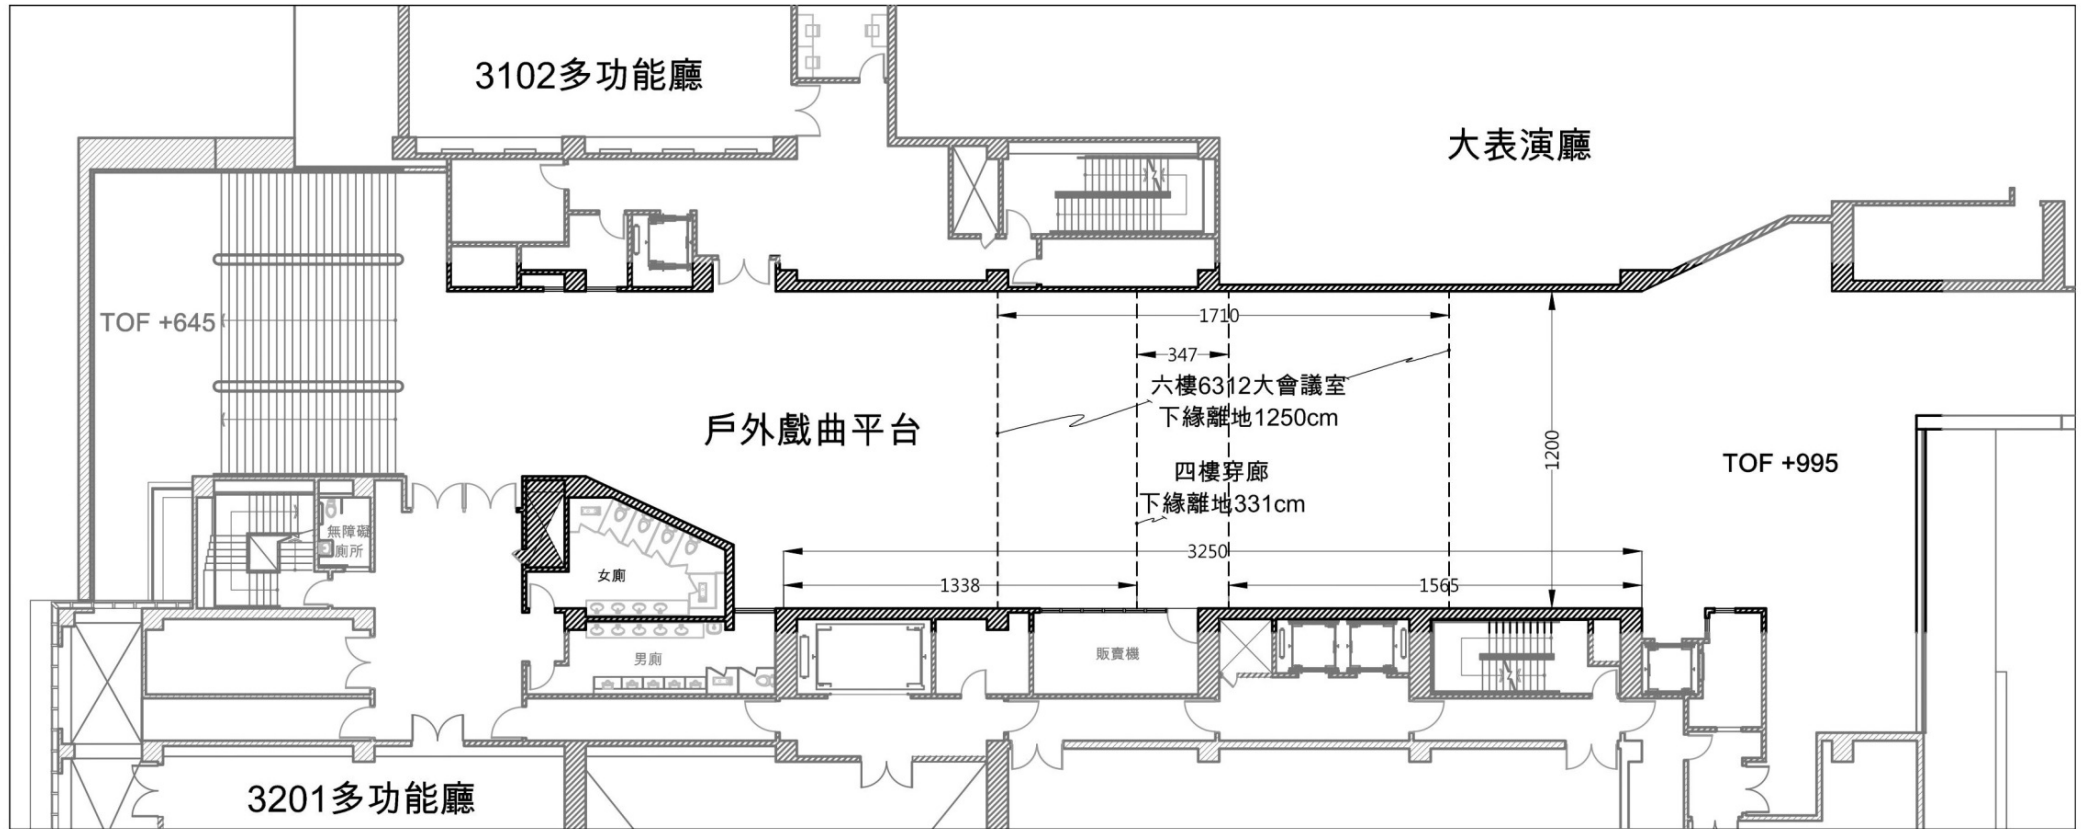 3102多功能廳
大表演廳
TOF +645
1710
347
六樓6312大會議室
下緣離地1250cm
戶外戲曲平台
1200
TOF +995
四樓穿廊
下緣離地331cm
無障礙
廁所
女廁
3250
1338
1565
男廁
販賣機
3201多功能廳